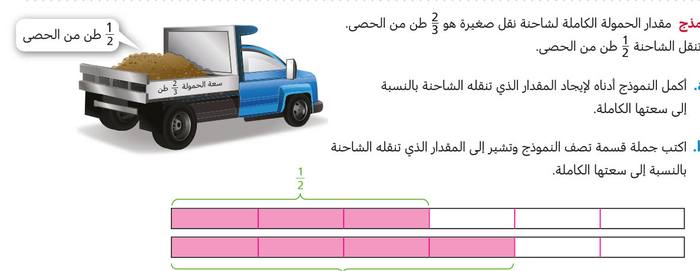 مذج مقدار الحمولة الكاملة لشاحنة نقل صغيرة هو 2/3 طن من الحصى.
تنقل الشاحنة 1/2 طن من الحصى.
1/2 طن من الحصى
سعة الحمولة 2/3 طن
. أكمل النموذج أدناه لإيجاد المقدار الذي تنقله الشاحنة بالنسبة
إلى سعتها الكاملة.
. اكتب جملة قسمة تصف النموذج وتشير إلى المقدار الذي تنقله الشاحنة
بالنسبة إلى سعتها الكاملة.
1/2